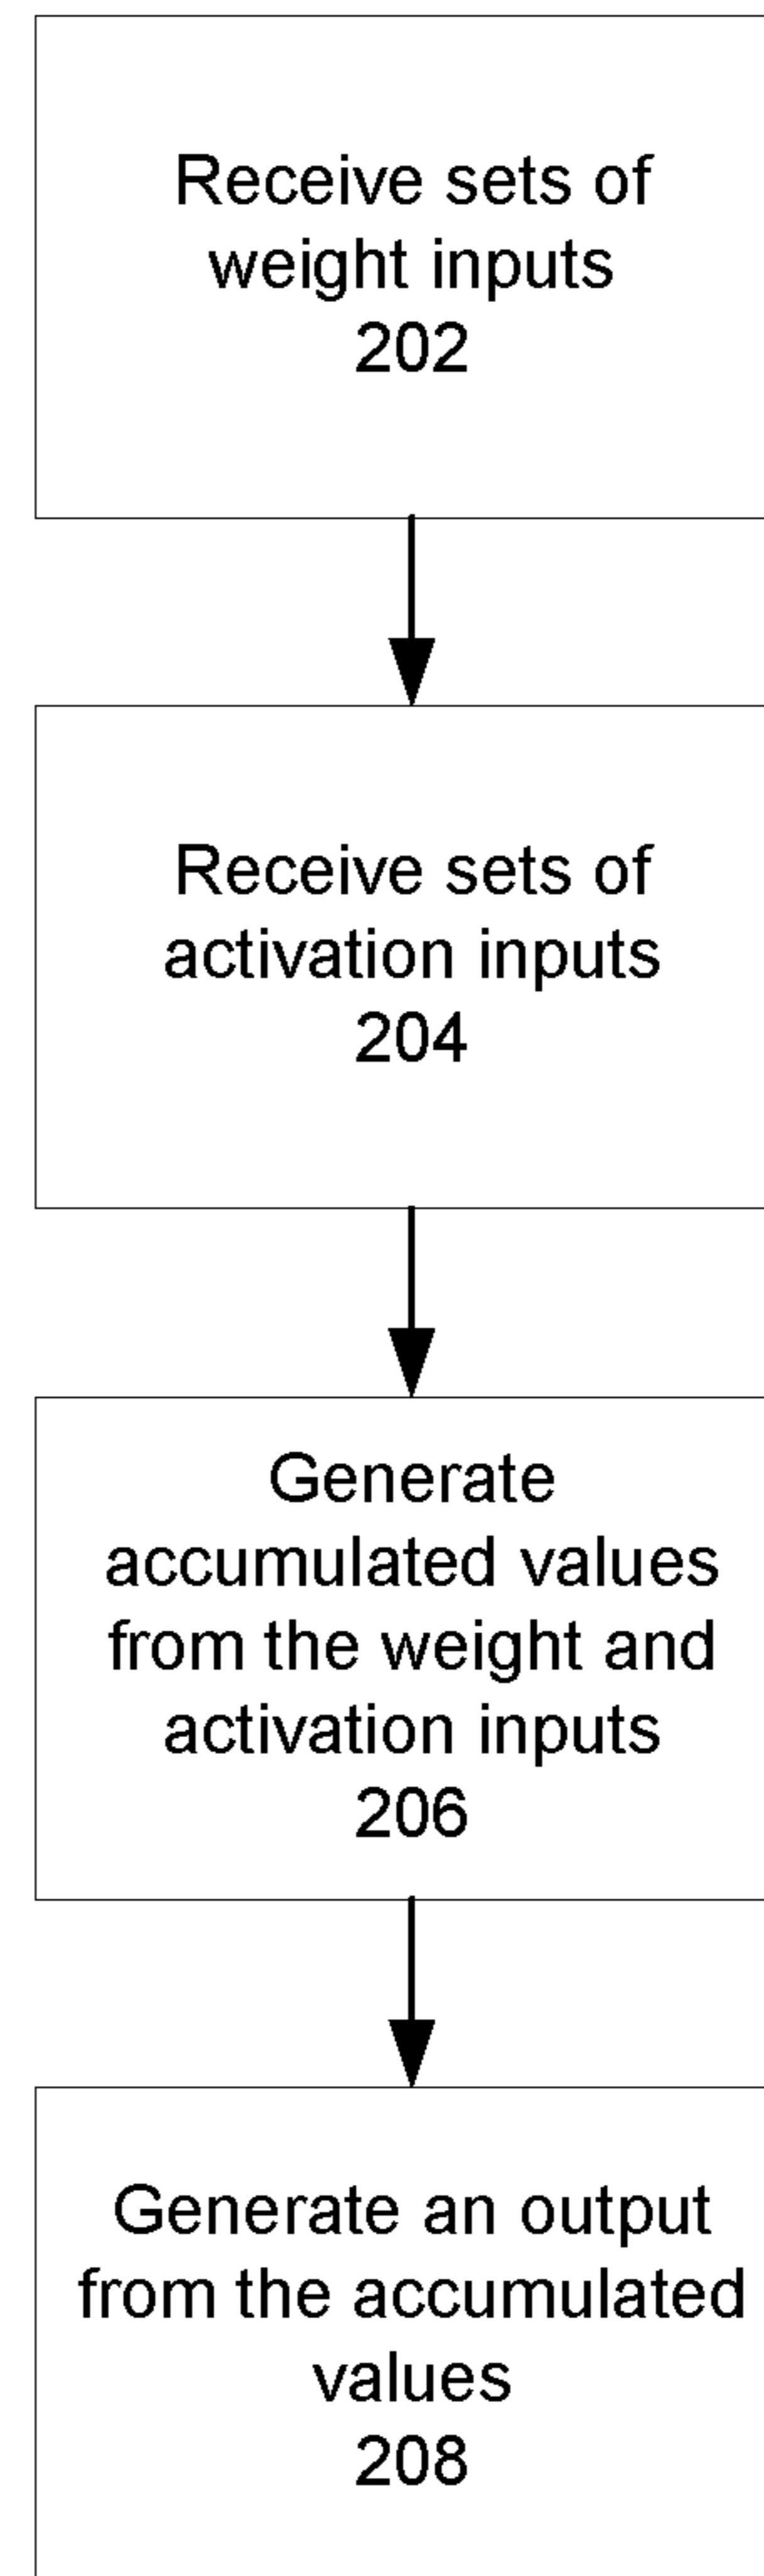 Receive sets of
weight inputs
202
Receive sets of
activation inputs
204
Generate
accumulated values
from the weight and
activation inputs
206
Generate an output
from the accumulated
values
208